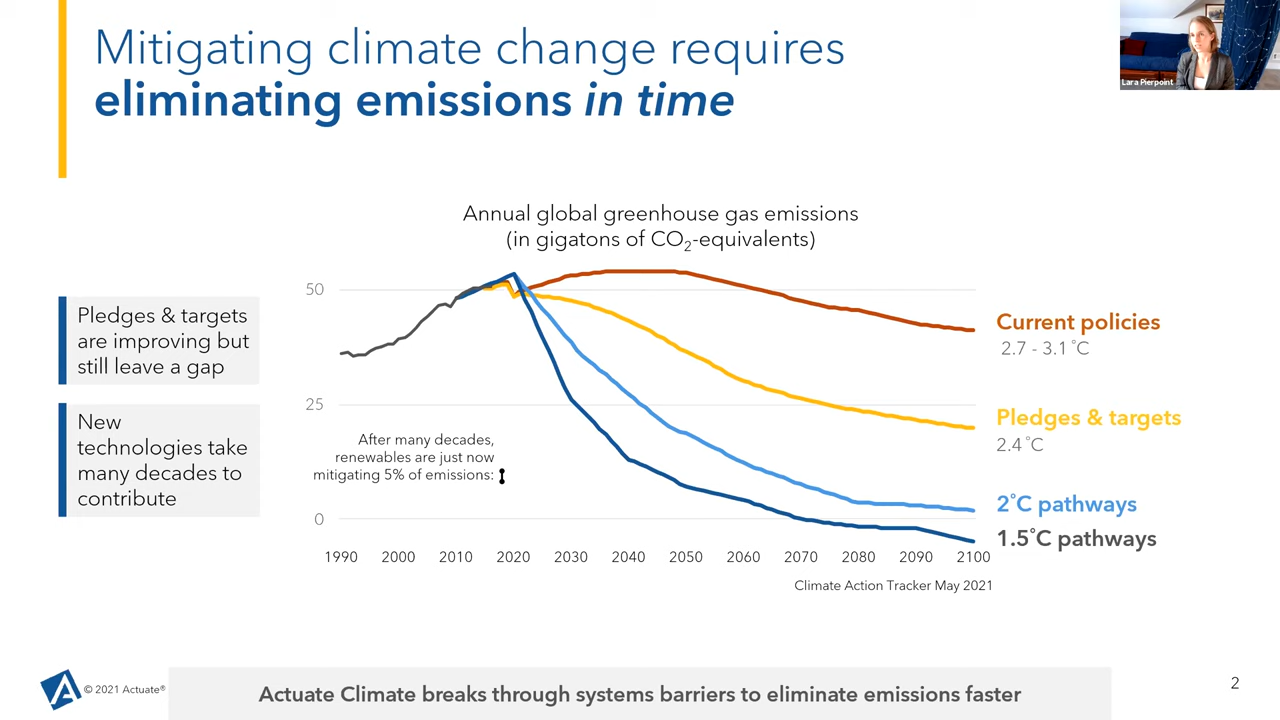 Mitigating climate change requires
eliminating emissions in time
Lara Pierpoint
Annual global greenhouse gas emissions
(in gigatons of CO₂-equivalents)
Pledges & targets
are improving but
still leave a gap
New
technologies take
many decades to
contribute
50
25
0
After many decades,
renewables are just now
mitigating 5% of emissions:
1990 2000 2010 2020 2030 2040 2050 2060 2070 2080 2090 2100
Current policies
2.7 - 3.1˚C
Pledges & targets
2.4˚C
2˚C pathways
1.5˚C pathways
Climate Action Tracker May 2021
© 2021 Actuate®
Actuate Climate breaks through systems barriers to eliminate emissions faster
2